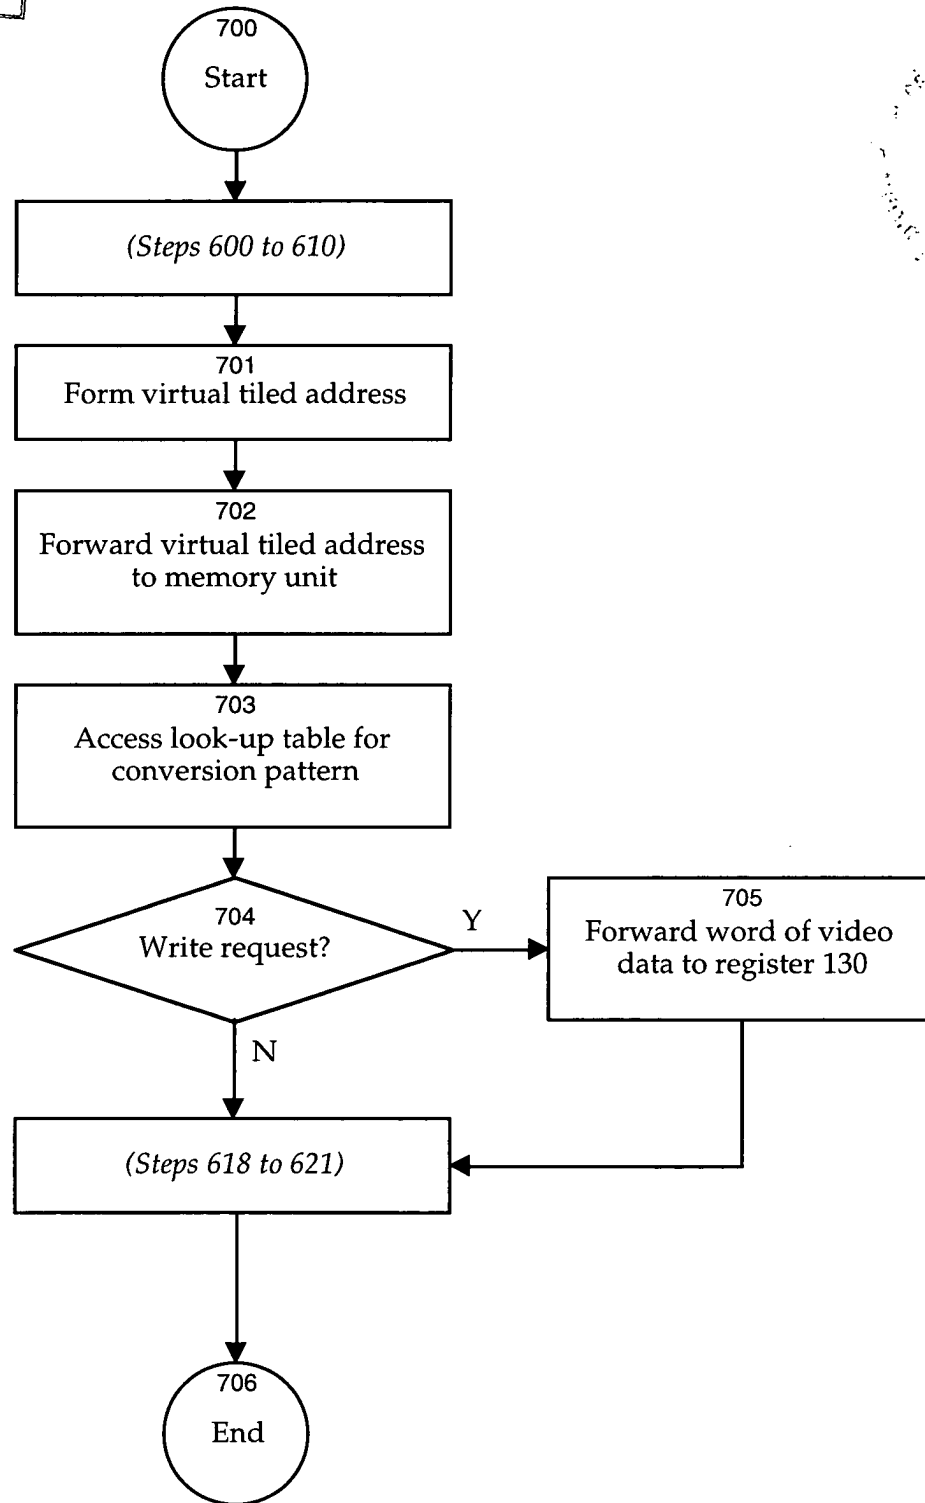 700
Start
(Steps 600 to 610)
701
Form virtual tiled address
702
Forward virtual tiled address
to memory unit
703
Access look-up table for
conversion pattern
704
Write request?
Y
705
Forward word of video
data to register 130
N
(Steps 618 to 621)
706
End